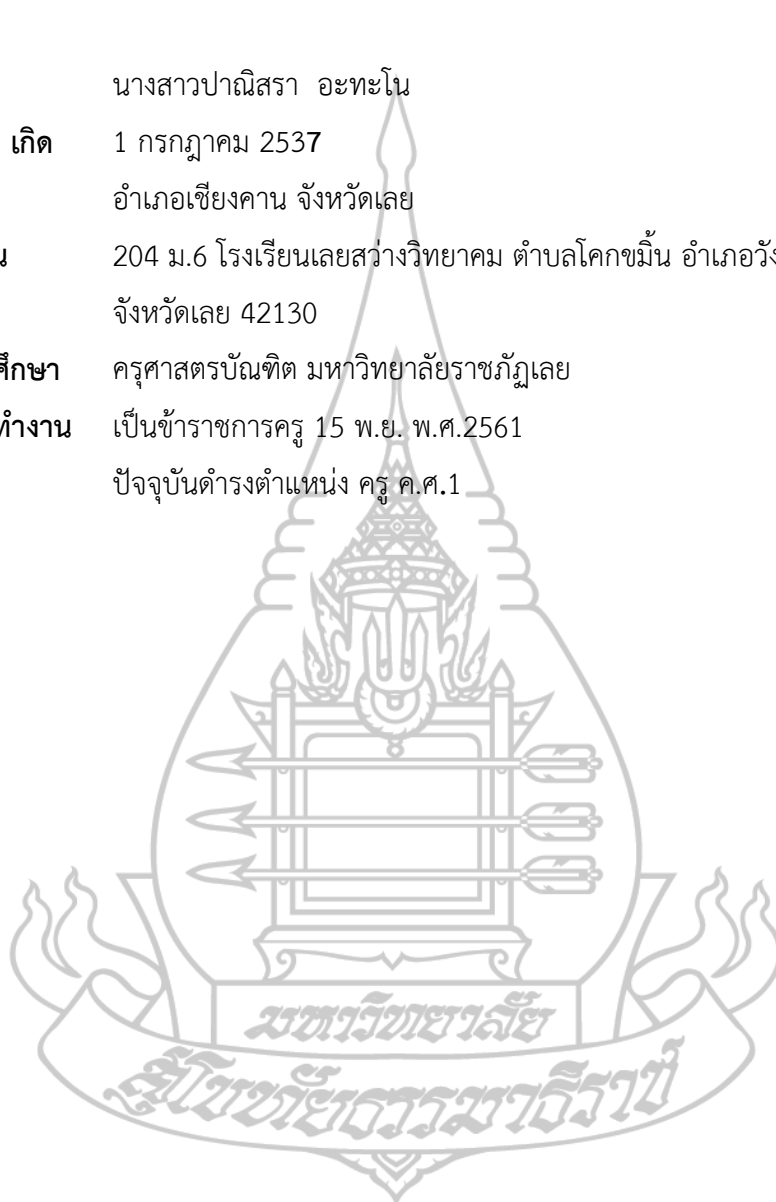 นางสาวปาณิสรา อะทะโน
เกิด 1 กรกฎาคม 2537
อำเภอเชียงคาน จังหวัดเลย
204 ม.6 โรงเรียนเลยสว่างวิทยาคม ตำบลโคกขมิ้น อำเภอวัง
จังหวัดเลย 42130
ศึกษา ครุศาสตรบัณฑิต มหาวิทยาลัยราชภัฏเลย
ทำงาน เป็นข้าราชการครู 15 พ.ย. พ.ศ.2561
ปัจจุบันดำรงตำแหน่ง ครู ค.ศ.1
มหาวิทยาลัย
สุโขทัยธรรมาธิราช